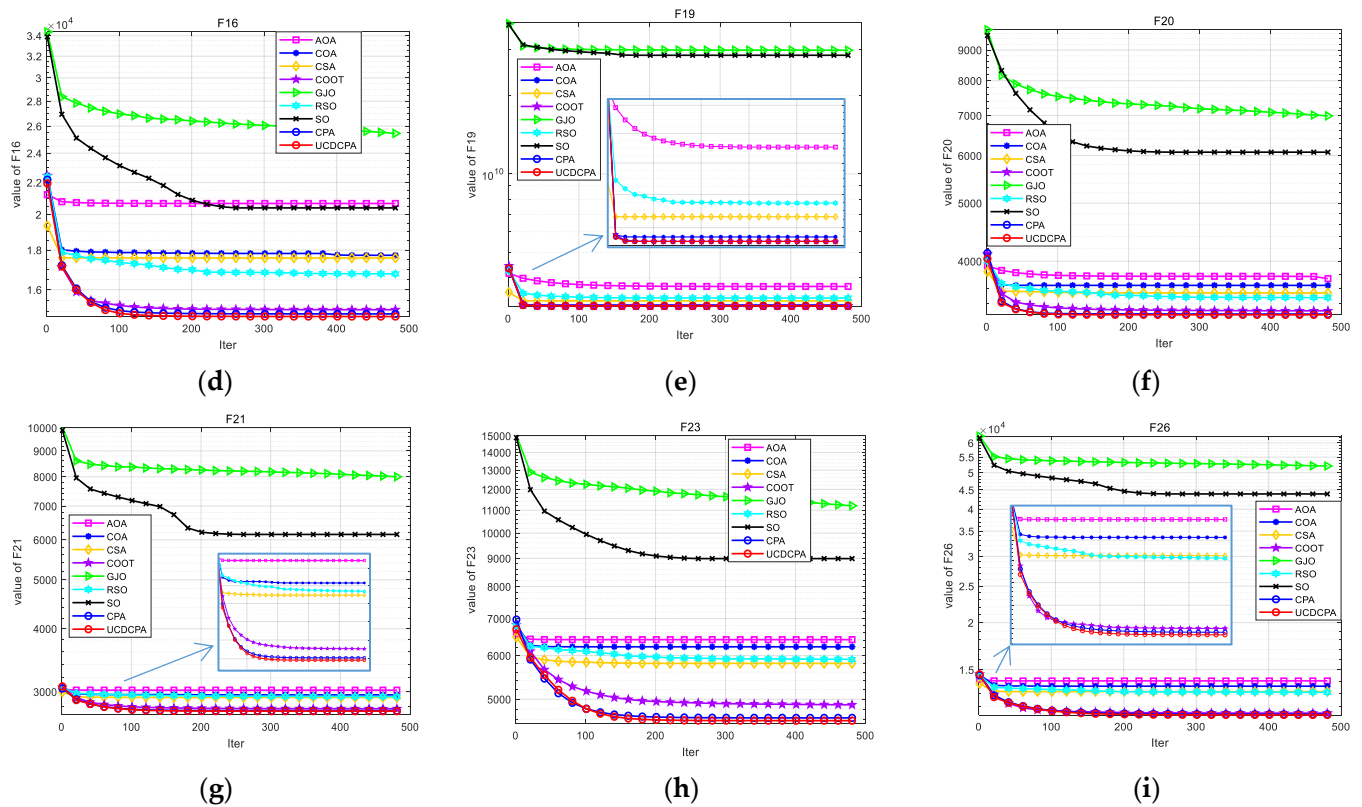 F16
×10^4
3.4
3.2
3
2.8
2.6
2.4
2.2
2
1.8
1.6
value of F16
0 100 200 300 400 500
Iter
AOA
COA
CSA
COOT
GJO
RSO
SO
CPA
UCDCPA
(d)
F19
10^10
value of F19
0 100 200 300 400 500
Iter
AOA
COA
CSA
COOT
GJO
RSO
SO
CPA
UCDCPA
(e)
F20
9000
8000
7000
6000
5000
4000
value of F20
0 100 200 300 400 500
Iter
AOA
COA
CSA
COOT
GJO
RSO
SO
CPA
UCDCPA
(f)
F21
10000
9000
8000
7000
6000
5000
4000
3000
value of F21
0 100 200 300 400 500
Iter
AOA
COA
CSA
COOT
GJO
RSO
SO
CPA
UCDCPA
(g)
F23
15000
14000
13000
12000
11000
10000
9000
8000
7000
6000
5000
value of F23
0 100 200 300 400 500
Iter
AOA
COA
CSA
COOT
GJO
RSO
SO
CPA
UCDCPA
(h)
F26
×10^4
6
5.5
5
4.5
4
3.5
3
2.5
2
1.5
value of F26
0 100 200 300 400 500
Iter
AOA
COA
CSA
COOT
GJO
RSO
SO
CPA
UCDCPA
(i)